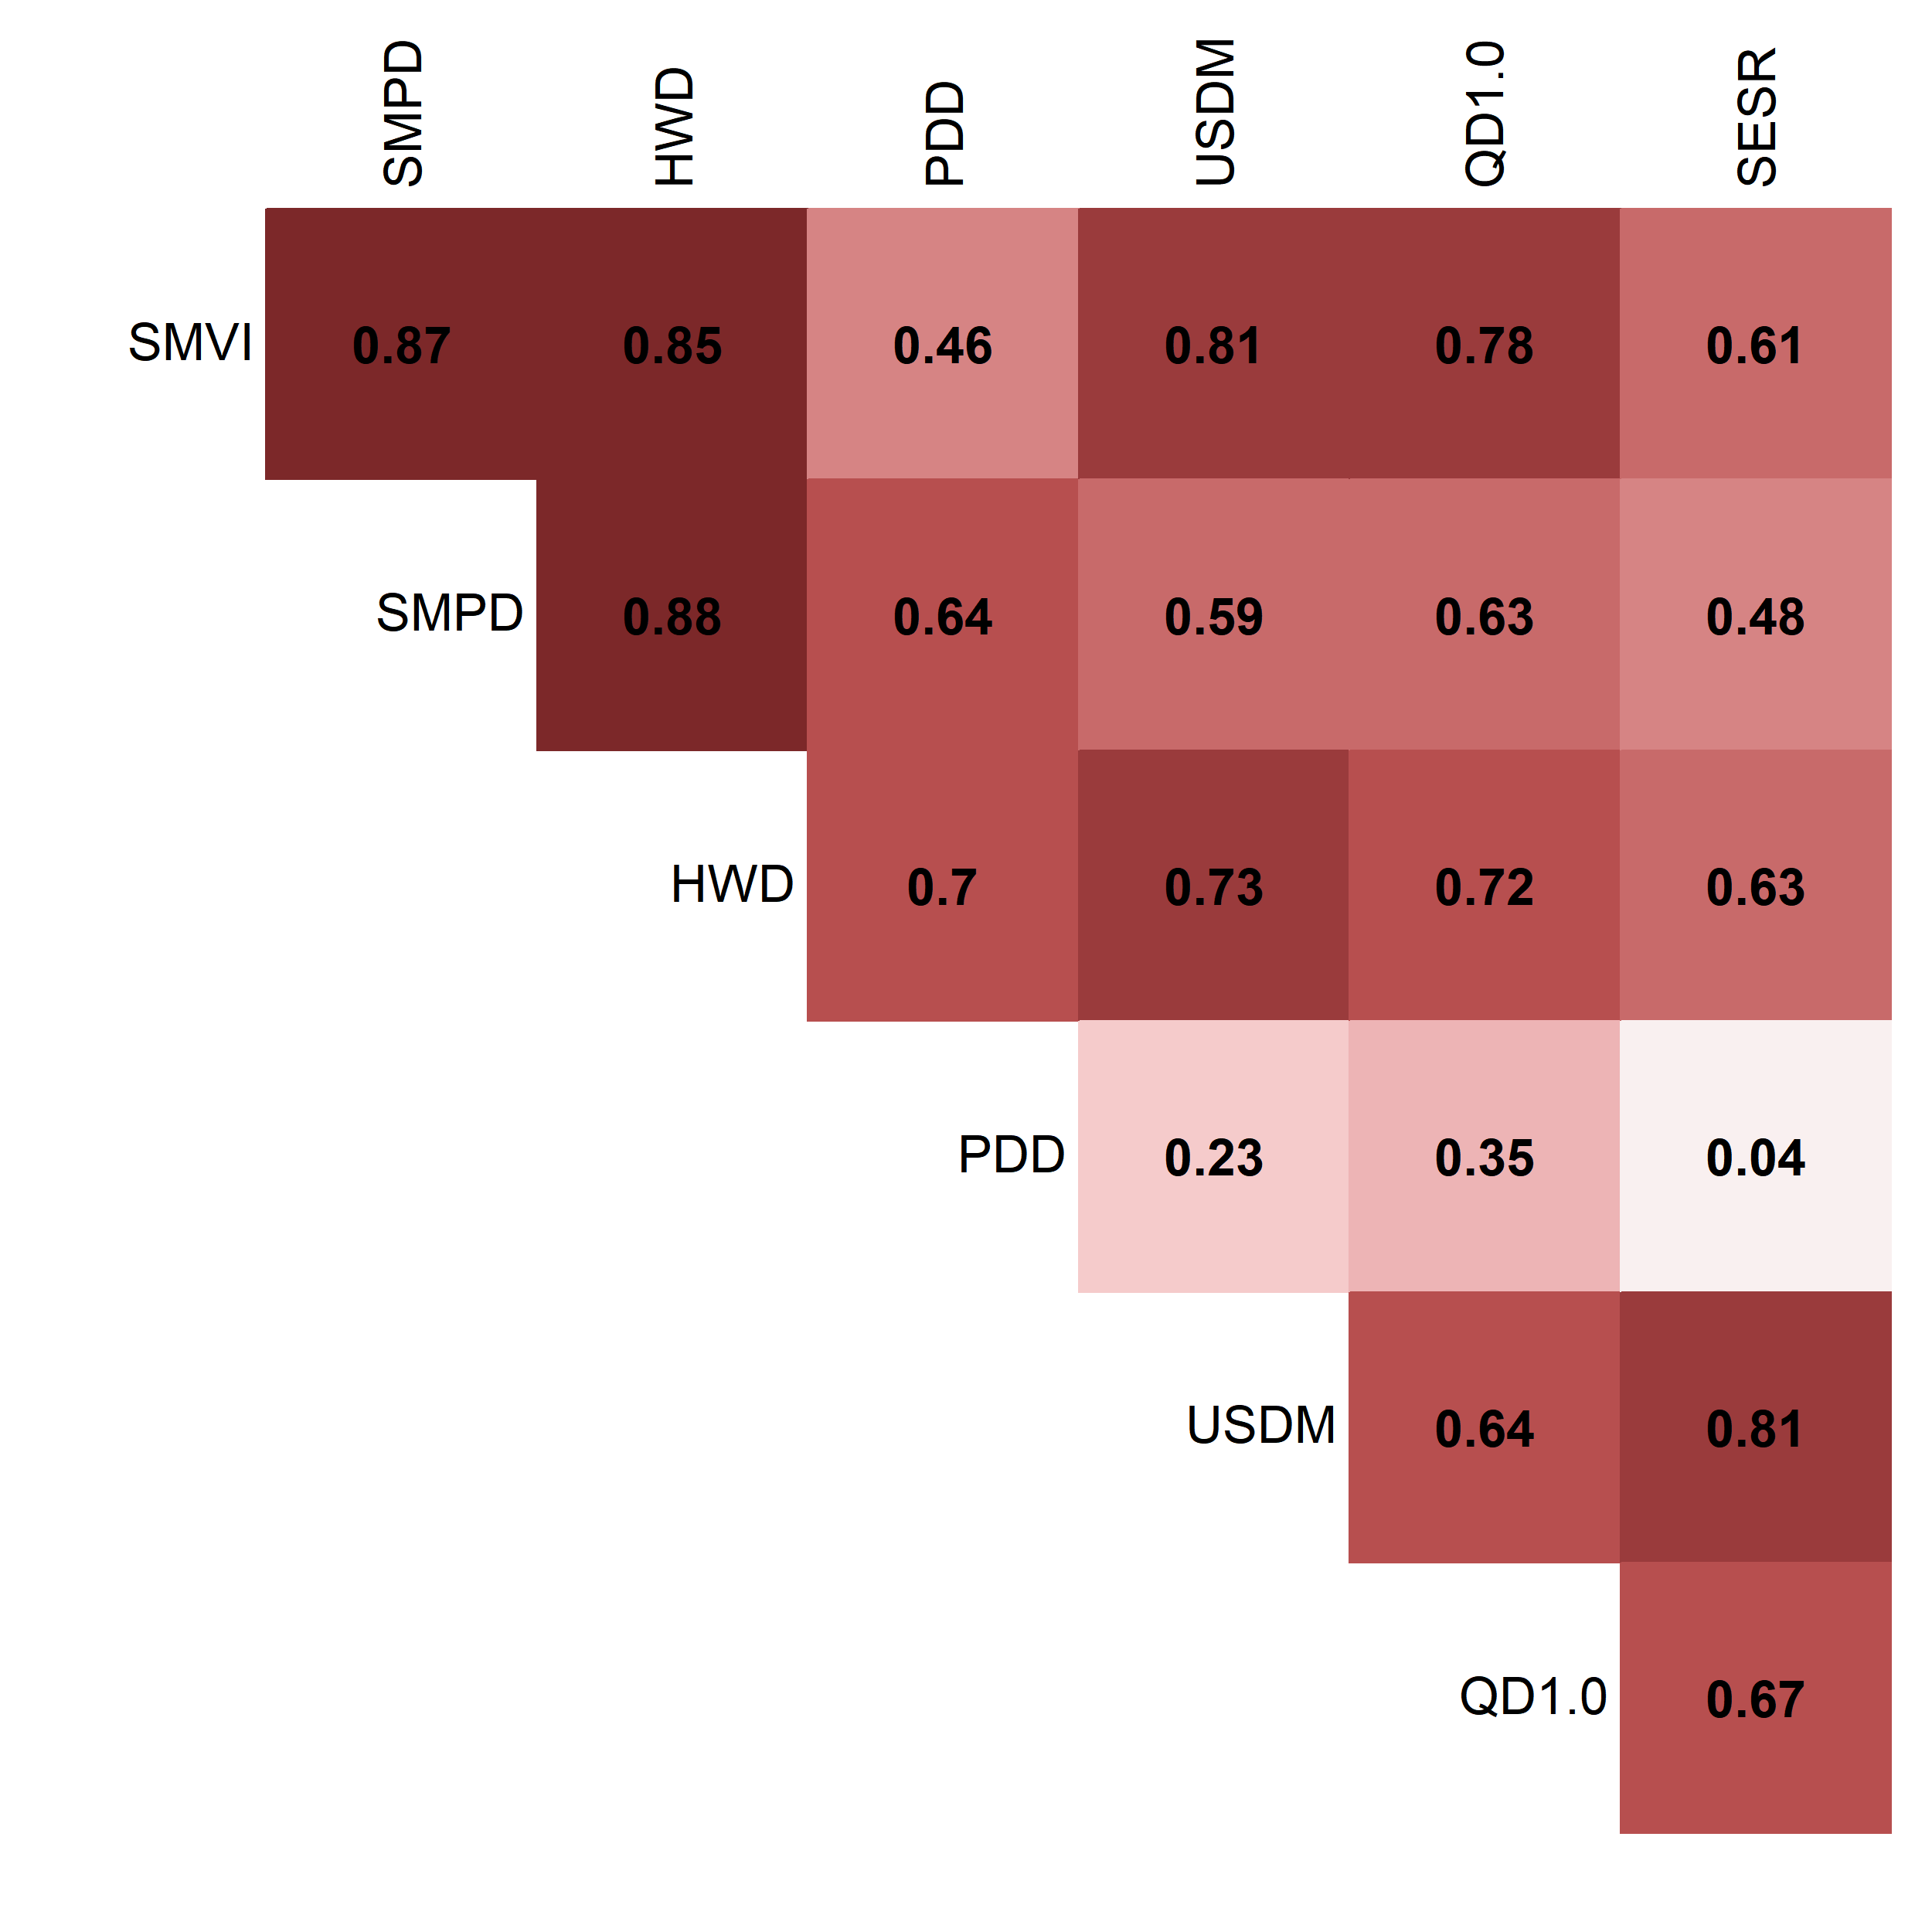 SMPD HWD PDD USDM QD1.0 SESR
SMVI 0.87 0.85 0.46 0.81 0.78 0.61
SMPD 0.88 0.64 0.59 0.63 0.48
HWD 0.7 0.73 0.72 0.63
PDD 0.23 0.35 0.04
USDM 0.64 0.81
QD1.0 0.67